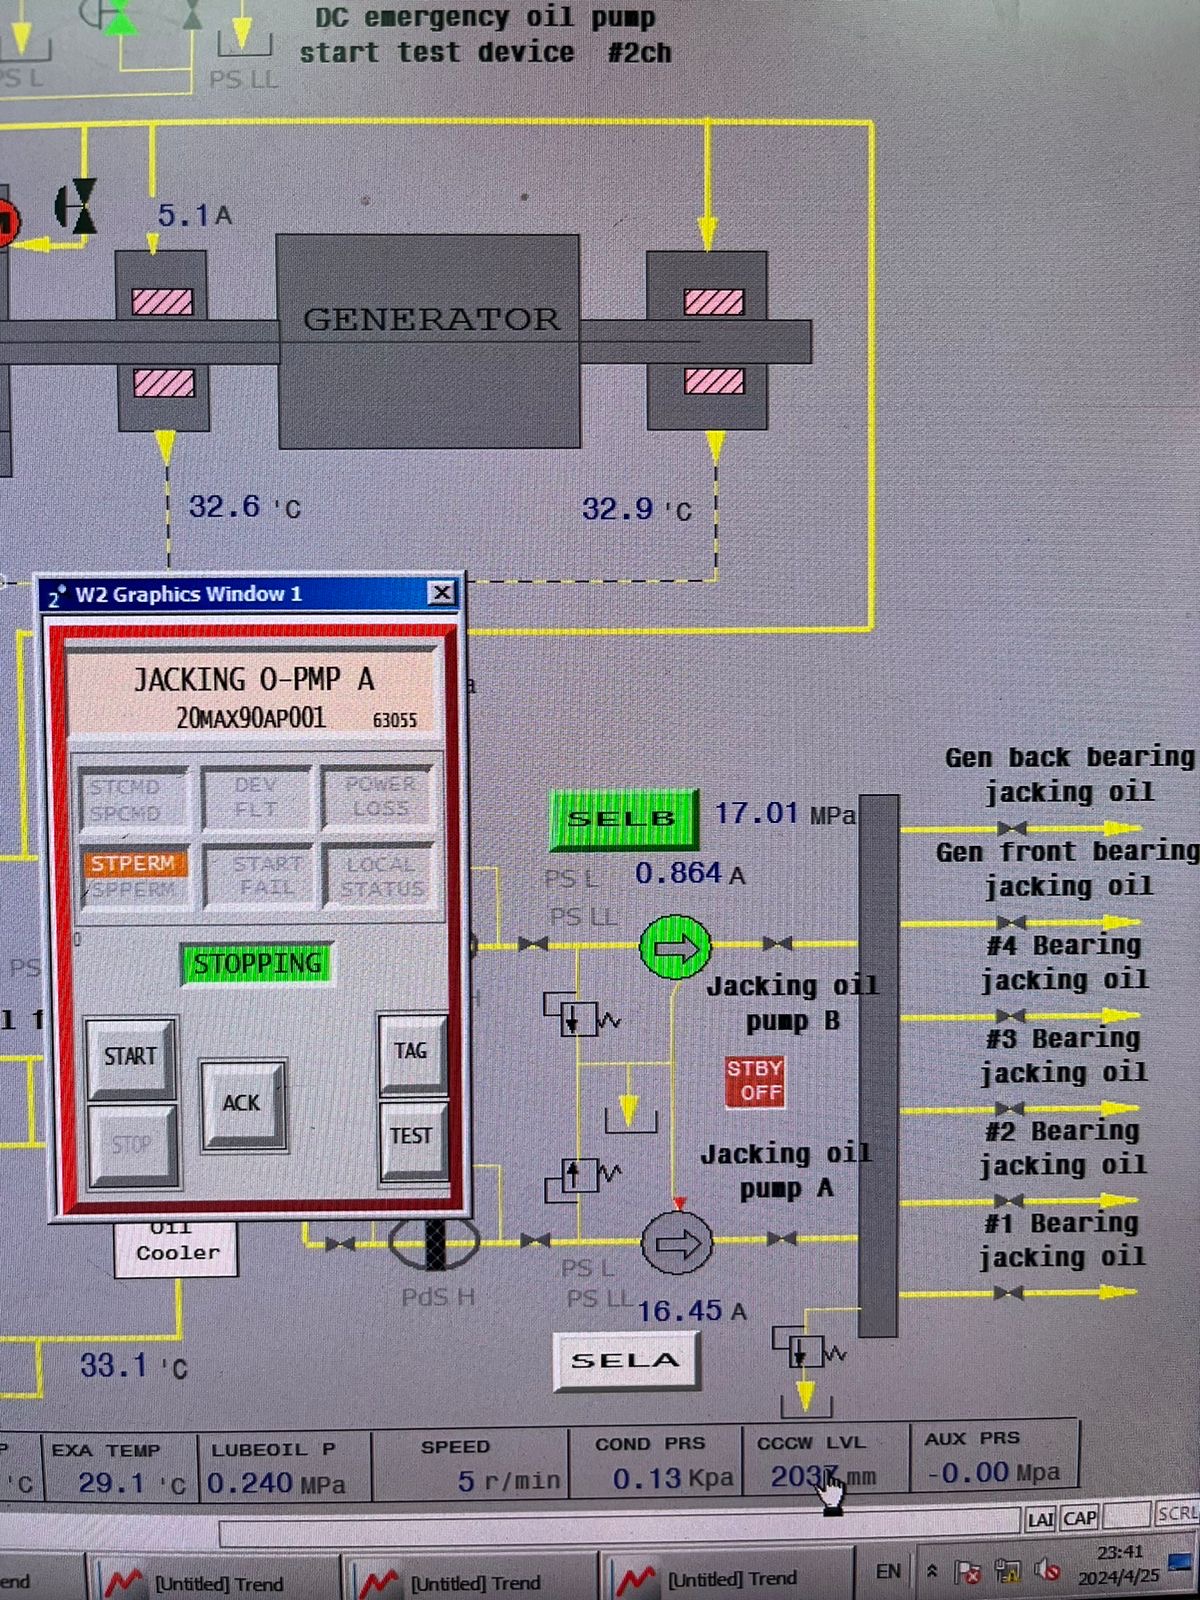 DC emergency oil pump
start test device #2ch
PS L
PS LL
5.1 A
GENERATOR
32.6 'C
32.9 'C
W2 Graphics Window 1
JACKING O-PMP A
20MAX90AP001 63055
STCMD
SPCMD
DEV
FLT
POWER
LOSS
STPERM
SPPERM
START
FAIL
LOCAL
STATUS
0
STOPPING
START
STOP
ACK
TAG
TEST
SELB
17.01 MPa
0.864 A
PS L
PS LL
Jacking oil
pump B
STBY
OFF
Jacking oil
pump A
PS L
PS LL
16.45 A
SELA
Gen back bearing
jacking oil
Gen front bearing
jacking oil
#4 Bearing
jacking oil
#3 Bearing
jacking oil
#2 Bearing
jacking oil
#1 Bearing
jacking oil
PS
Oil
Cooler
PdS H
33.1 'C
'C
EXA TEMP
29.1 'C
LUBEOIL P
0.240 MPa
SPEED
5 r/min
COND PRS
0.13 Kpa
CCCW LVL
mm
AUX PRS
-0.00 Mpa
LAI
CAP
SCRL
[Untitled] Trend
[Untitled] Trend
[Untitled] Trend
EN
23:41
2024/4/25